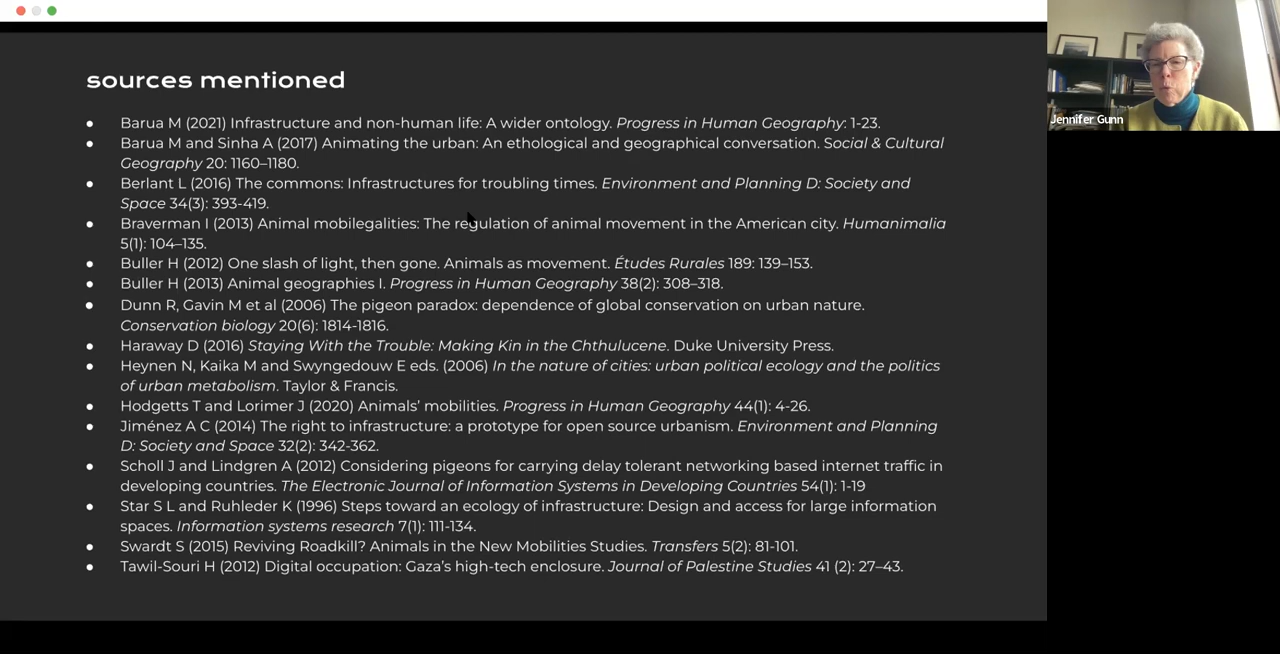 sources mentioned
● Barua M (2021) Infrastructure and non-human life: A wider ontology. Progress in Human Geography: 1-23.
● Barua M and Sinha A (2017) Animating the urban: An ethological and geographical conversation. Social & Cultural
Geography 20: 1160–1180.
● Berlant L (2016) The commons: Infrastructures for troubling times. Environment and Planning D: Society and
Space 34(3): 393-419.
● Braverman I (2013) Animal mobilegalities: The regulation of animal movement in the American city. Humanimalia
5(1): 104–135.
● Buller H (2012) One slash of light, then gone. Animals as movement. Études Rurales 189: 139–153.
● Buller H (2013) Animal geographies I. Progress in Human Geography 38(2): 308–318.
● Dunn R, Gavin M et al (2006) The pigeon paradox: dependence of global conservation on urban nature.
Conservation biology 20(6): 1814-1816.
● Haraway D (2016) Staying With the Trouble: Making Kin in the Chthulucene. Duke University Press.
● Heynen N, Kaika M and Swyngedouw E eds. (2006) In the nature of cities: urban political ecology and the politics
of urban metabolism. Taylor & Francis.
● Hodgetts T and Lorimer J (2020) Animals’ mobilities. Progress in Human Geography 44(1): 4-26.
● Jiménez A C (2014) The right to infrastructure: a prototype for open source urbanism. Environment and Planning
D: Society and Space 32(2): 342-362.
● Scholl J and Lindgren A (2012) Considering pigeons for carrying delay tolerant networking based internet traffic in
developing countries. The Electronic Journal of Information Systems in Developing Countries 54(1): 1-19
● Star S L and Ruhleder K (1996) Steps toward an ecology of infrastructure: Design and access for large information
spaces. Information systems research 7(1): 111-134.
● Swardt S (2015) Reviving Roadkill? Animals in the New Mobilities Studies. Transfers 5(2): 81-101.
● Tawil-Souri H (2012) Digital occupation: Gaza’s high-tech enclosure. Journal of Palestine Studies 41 (2): 27–43.
Jennifer Gunn